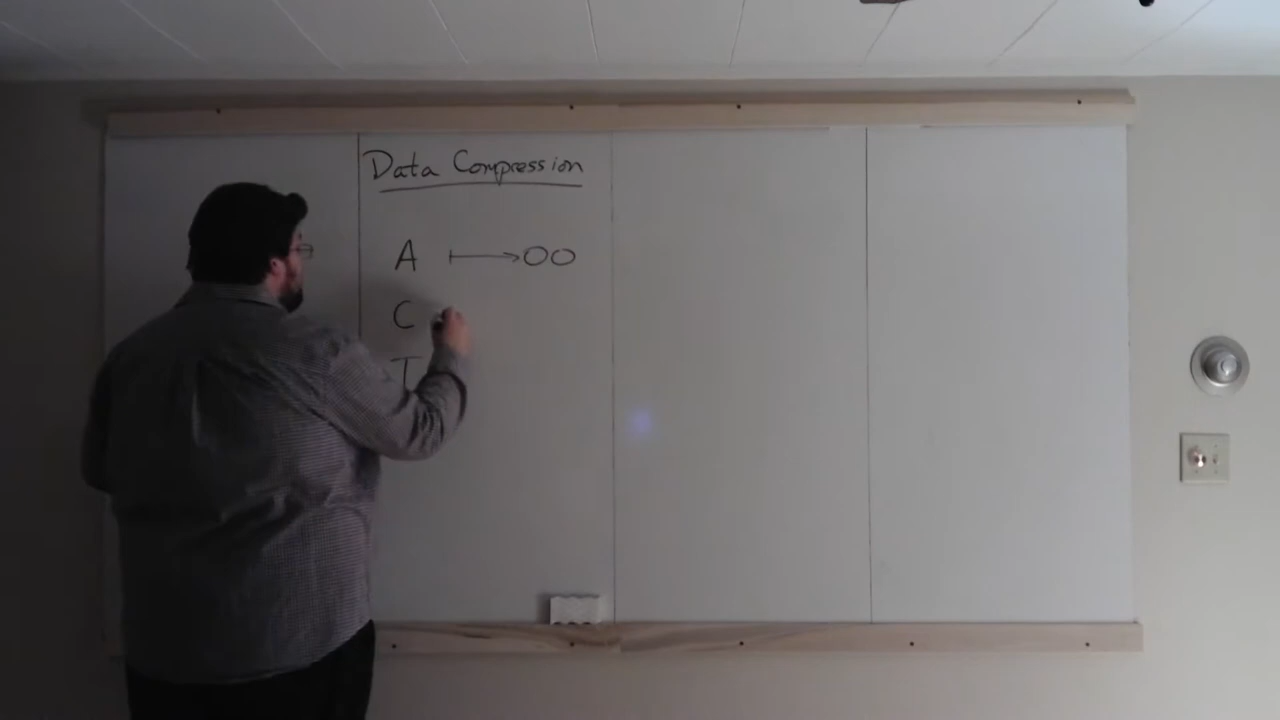 Data Compression
A ↦ 00
C
T